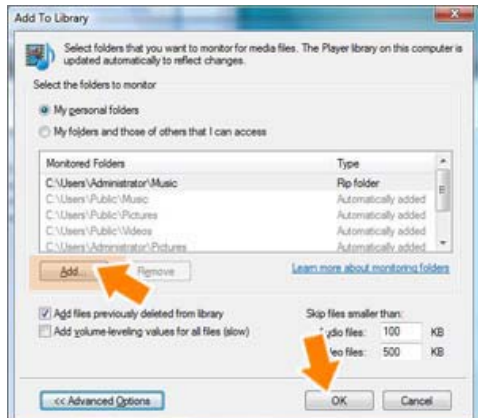 Add To Library
Select folders that you want to monitor for media files. The Player library on this computer is
updated automatically to reflect changes.
Select the folders to monitor
My personal folders
My folders and those of others that I can access
Monitored Folders Type
C:\Users\Administrator\Music Rip folder
C:\Users\Public\Music Automatically added
C:\Users\Public\Pictures Automatically added
C:\Users\Public\Videos Automatically added
C:\Users\Administrator\Pictures Automatically added
Add... Remove Learn more about monitoring folders
Add files previously deleted from library Skip files smaller than:
Add volume-leveling values for all files (slow) files: 100 KB
files: 500 KB
<< Advanced Options OK Cancel